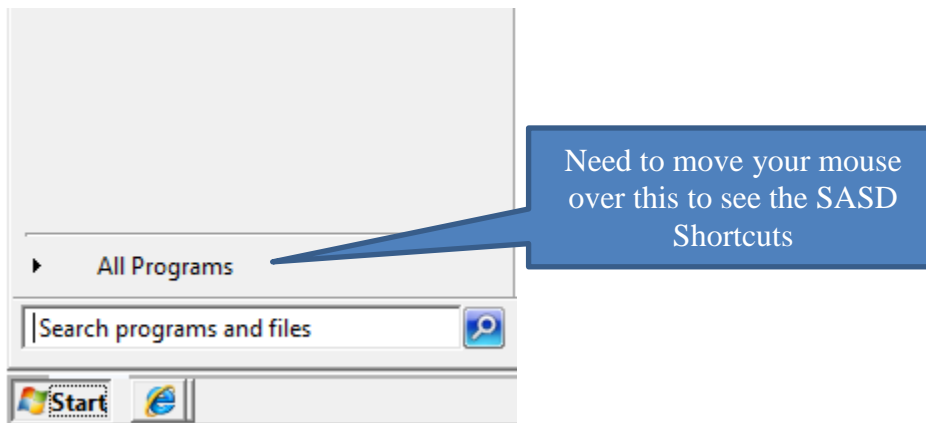 Need to move your mouse
over this to see the SASD
Shortcuts
All Programs
Search programs and files
Start